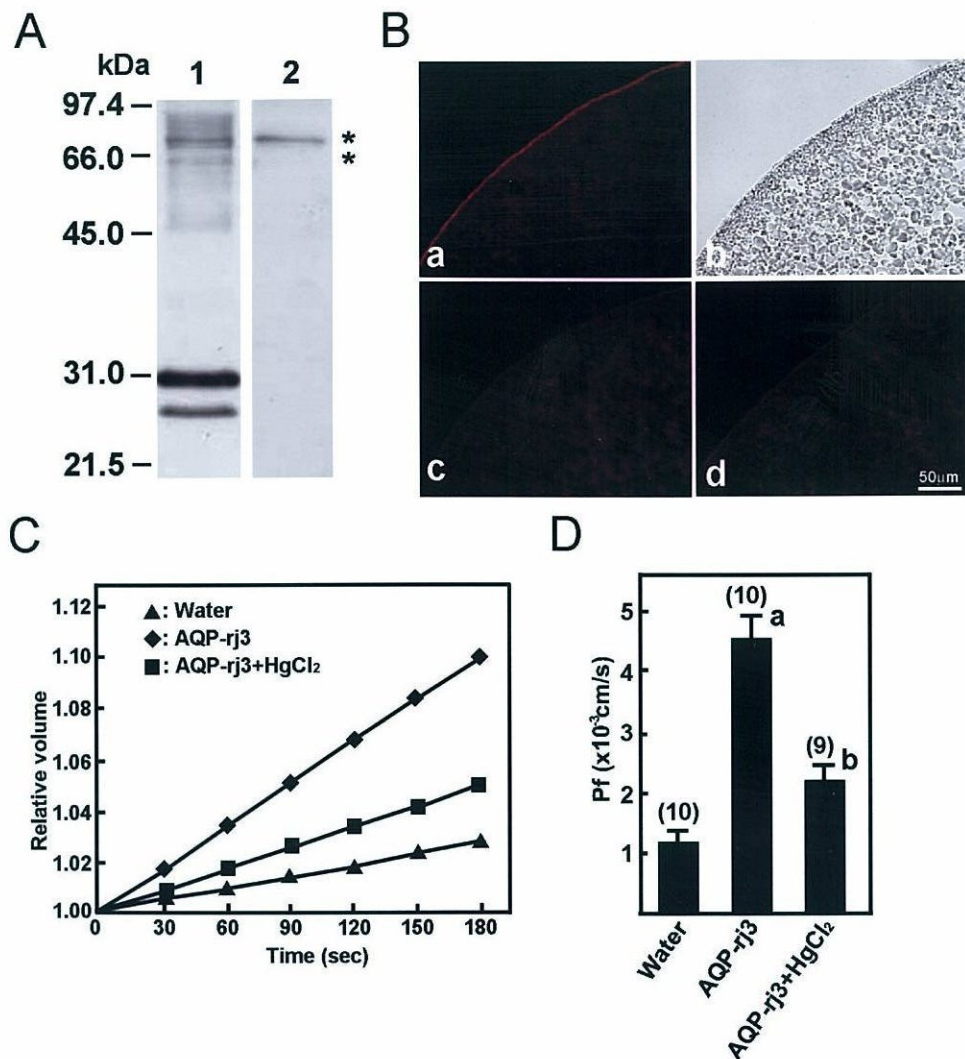 A
kDa 1 2
97.4
66.0
45.0
31.0
21.5
*
*
B
a
b
c
d
50μm
C
Relative volume
1.12
1.10
1.08
1.06
1.04
1.02
1.00
▲: Water
◆: AQP-rj3
■: AQP-rj3+HgCl₂
0 30 60 90 120 150 180
Time (sec)
D
Pf (x10⁻³cm/s)
5
4
3
2
1
(10)
(10) a
(9) b
Water
AQP-rj3
AQP-rj3+HgCl₂